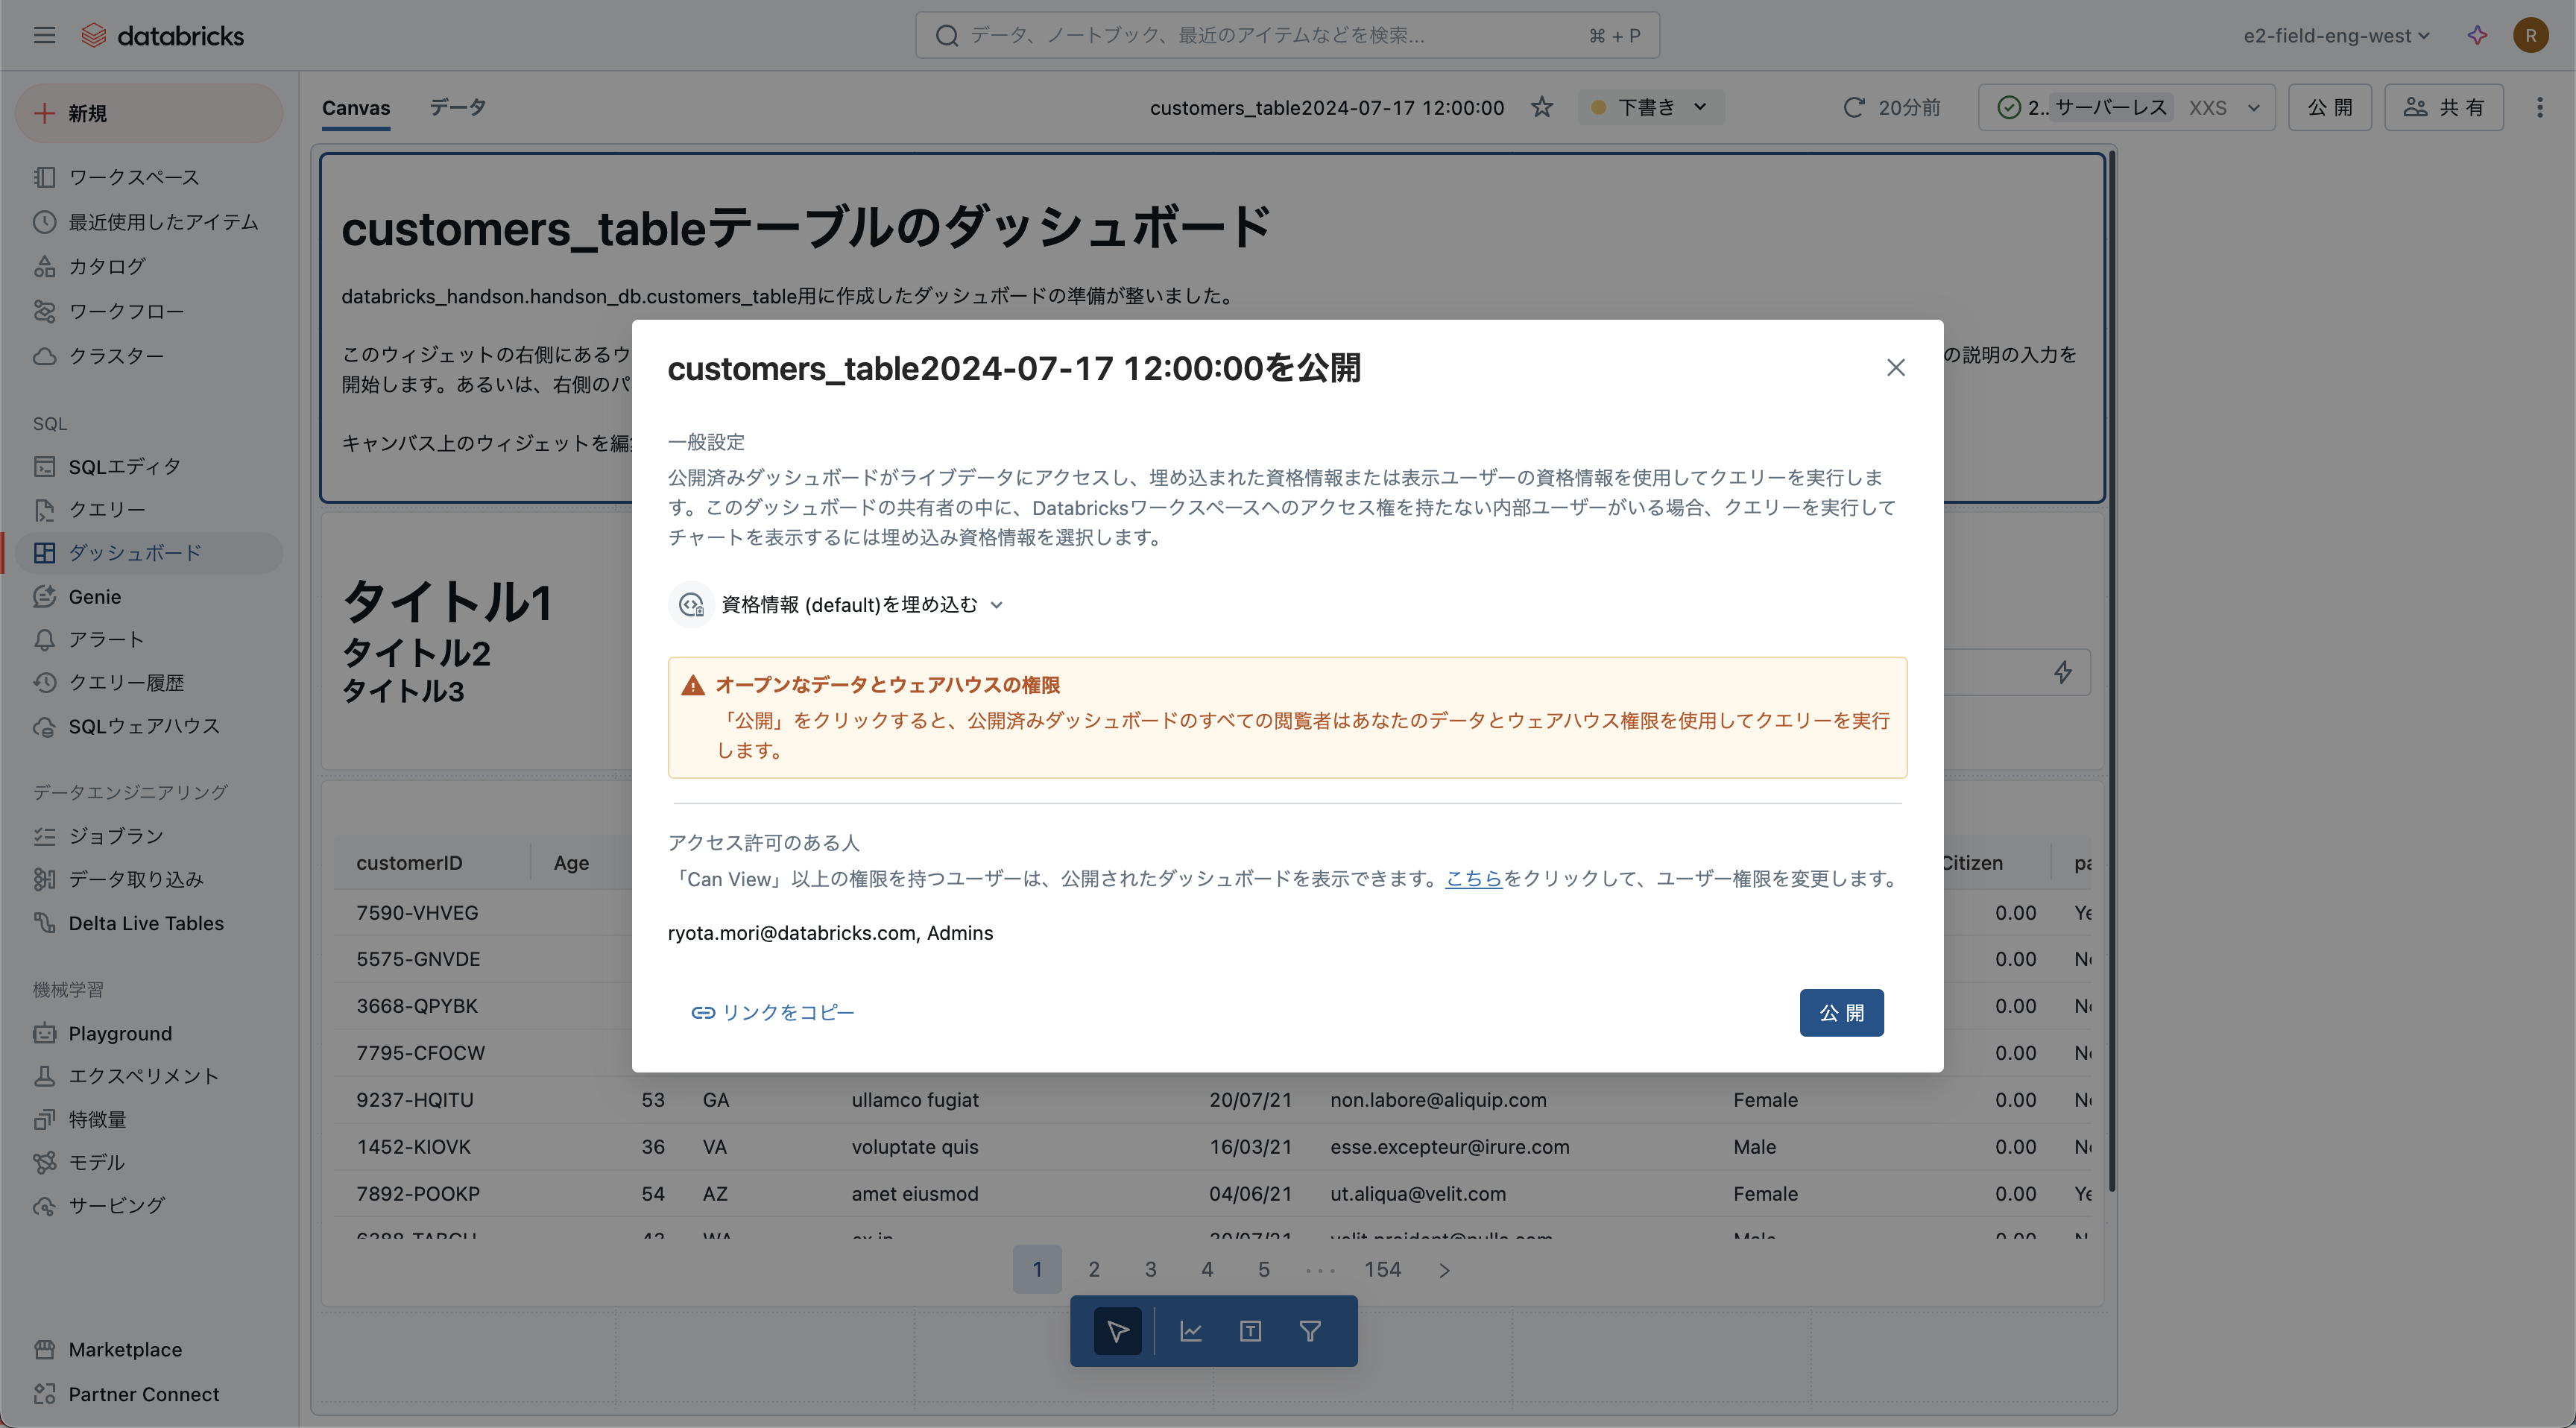 databricks
データ、ノートブック、最近のアイテムなどを検索...
⌘ + P
e2-field-eng-west
R
新規
ワークスペース
最近使用したアイテム
カタログ
ワークフロー
クラスター
SQL
SQLエディタ
クエリー
ダッシュボード
Genie
アラート
クエリー履歴
SQLウェアハウス
データエンジニアリング
ジョブラン
データ取り込み
Delta Live Tables
機械学習
Playground
エクスペリメント
特徴量
モデル
サービング
Marketplace
Partner Connect
Canvas
データ
customers_table2024-07-17 12:00:00
下書き
20分前
2.. サーバーレス XXS
公 開
共 有
customers_tableテーブルのダッシュボード
databricks_handson.handson_db.customers_table用に作成したダッシュボードの準備が整いました。
このウィジェットの右側にあるウ
の説明の入力を
開始します。あるいは、右側のパ
キャンバス上のウィジェットを編
タイトル1
タイトル2
タイトル3
customers_table2024-07-17 12:00:00を公開
一般設定
公開済みダッシュボードがライブデータにアクセスし、埋め込まれた資格情報または表示ユーザーの資格情報を使用してクエリーを実行しま
す。このダッシュボードの共有者の中に、Databricksワークスペースへのアクセス権を持たない内部ユーザーがいる場合、クエリーを実行して
チャートを表示するには埋め込み資格情報を選択します。
資格情報 (default)を埋め込む
オープンなデータとウェアハウスの権限
「公開」をクリックすると、公開済みダッシュボードのすべての閲覧者はあなたのデータとウェアハウス権限を使用してクエリーを実行
します。
アクセス許可のある人
「Can View」以上の権限を持つユーザーは、公開されたダッシュボードを表示できます。こちらをクリックして、ユーザー権限を変更します。
ryota.mori@databricks.com, Admins
リンクをコピー
公 開
customerID Age Citizen pa
7590-VHVEG 0.00 Ye
5575-GNVDE 0.00 No
3668-QPYBK 0.00 No
7795-CFOCW 0.00 No
9237-HQITU 53 GA ullamco fugiat 20/07/21 non.labore@aliquip.com Female 0.00 No
1452-KIOVK 36 VA voluptate quis 16/03/21 esse.excepteur@irure.com Male 0.00 No
7892-POOKP 54 AZ amet eiusmod 04/06/21 ut.aliqua@velit.com Female 0.00 Ye
1 2 3 4 5 ••• 154 >